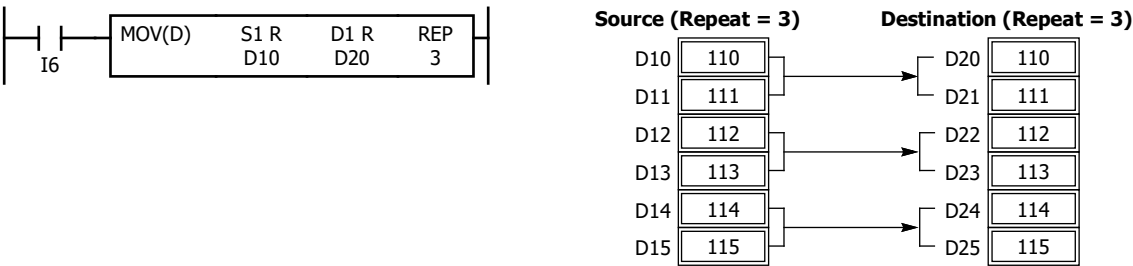 MOV(D) S1 R D1 R REP
D10 D20 3
I6
Source (Repeat = 3) Destination (Repeat = 3)
D10 110 D20 110
D11 111 D21 111
D12 112 D22 112
D13 113 D23 113
D14 114 D24 114
D15 115 D25 115